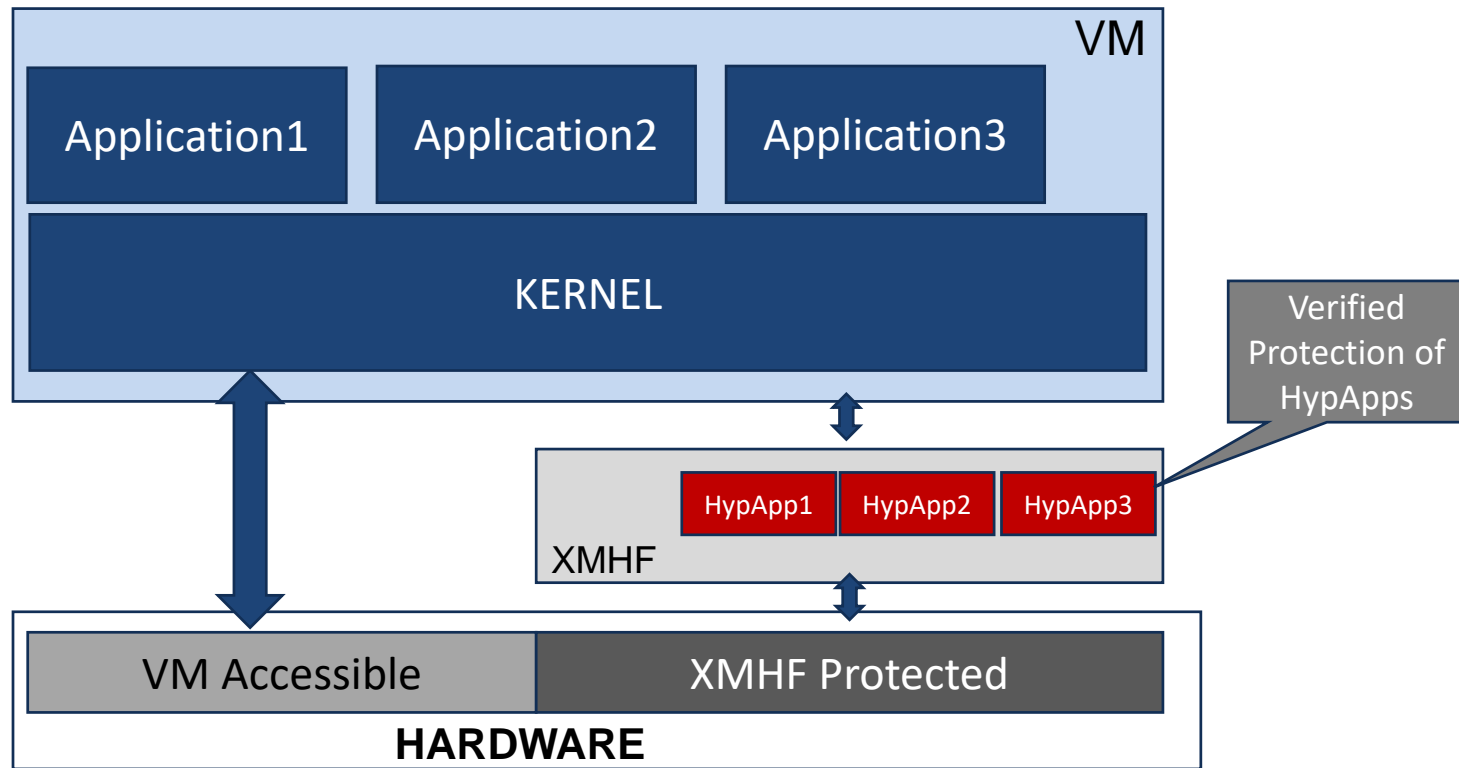 VM
Application1
Application2
Application3
KERNEL
Verified
Protection of
HypApps
HypApp1
HypApp2
HypApp3
XMHF
VM Accessible
XMHF Protected
HARDWARE